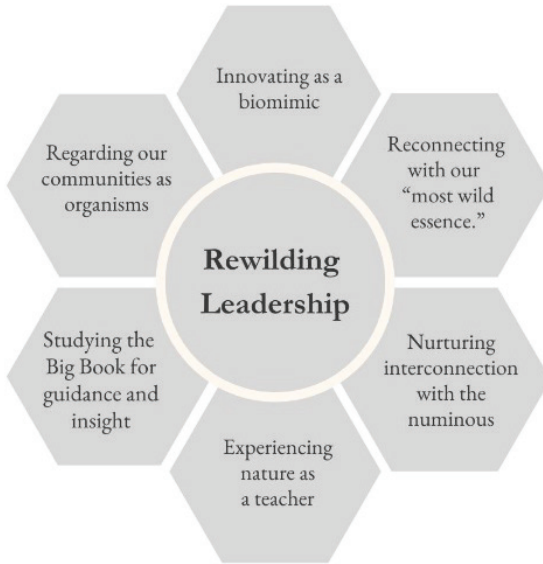 Innovating as a
biomimic
Reconnecting
with our
“most wild
essence.”
Nurturing
interconnection
with the
numinous
Experiencing
nature as
a teacher
Studying the
Big Book for
guidance and
insight
Regarding our
communities as
organisms
Rewilding
Leadership